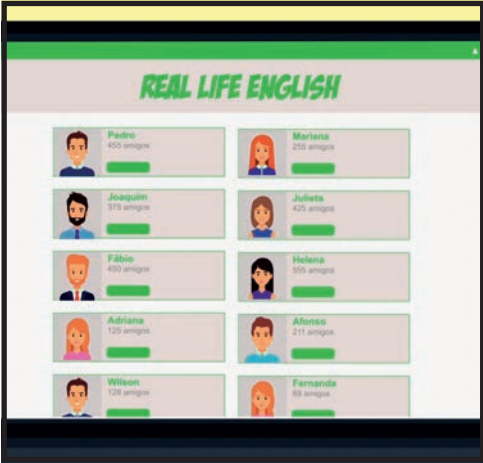 REAL LIFE ENGLISH
Pedro
455 amigos
Mariana
255 amigos
Joaquim
378 amigos
Julieta
425 amigos
Fábio
450 amigos
Helena
555 amigos
Adriana
125 amigos
Afonso
211 amigos
Wilson
128 amigos
Fernanda
89 amigos